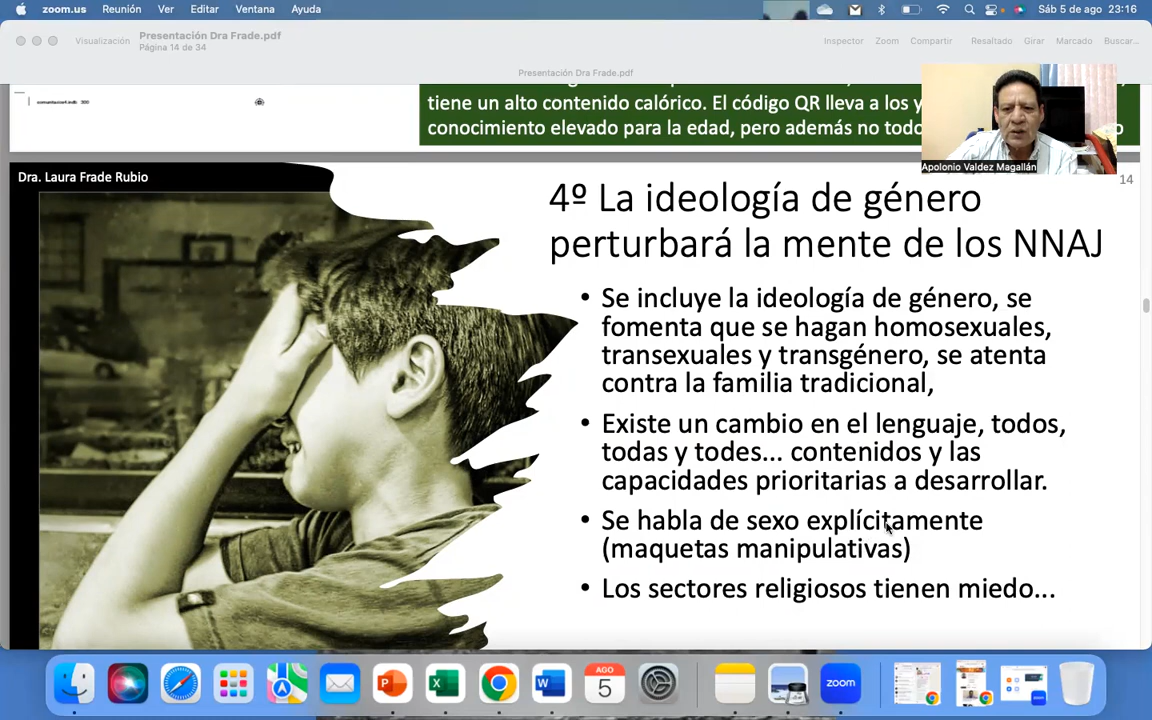 zoom.us Reunión Ver Editar Ventana Ayuda Sáb 5 de ago 23:16
Visualización Presentación Dra Frade.pdf
Página 14 de 34
Inspector Zoom Compartir Resaltado Girar Marcado Buscar...
Presentación Dra Frade.pdf
tiene un alto contenido calórico. El código QR lleva a los
conocimiento elevado para la edad, pero además no
Apolonio Valdez Magallán
Dra. Laura Frade Rubio
14
4º La ideología de género
perturbará la mente de los NNAJ
• Se incluye la ideología de género, se
fomenta que se hagan homosexuales,
transexuales y transgénero, se atenta
contra la familia tradicional,
• Existe un cambio en el lenguaje, todos,
todas y todes... contenidos y las
capacidades prioritarias a desarrollar.
• Se habla de sexo explícitamente
(maquetas manipulativas)
• Los sectores religiosos tienen miedo...
AGO
5
zoom